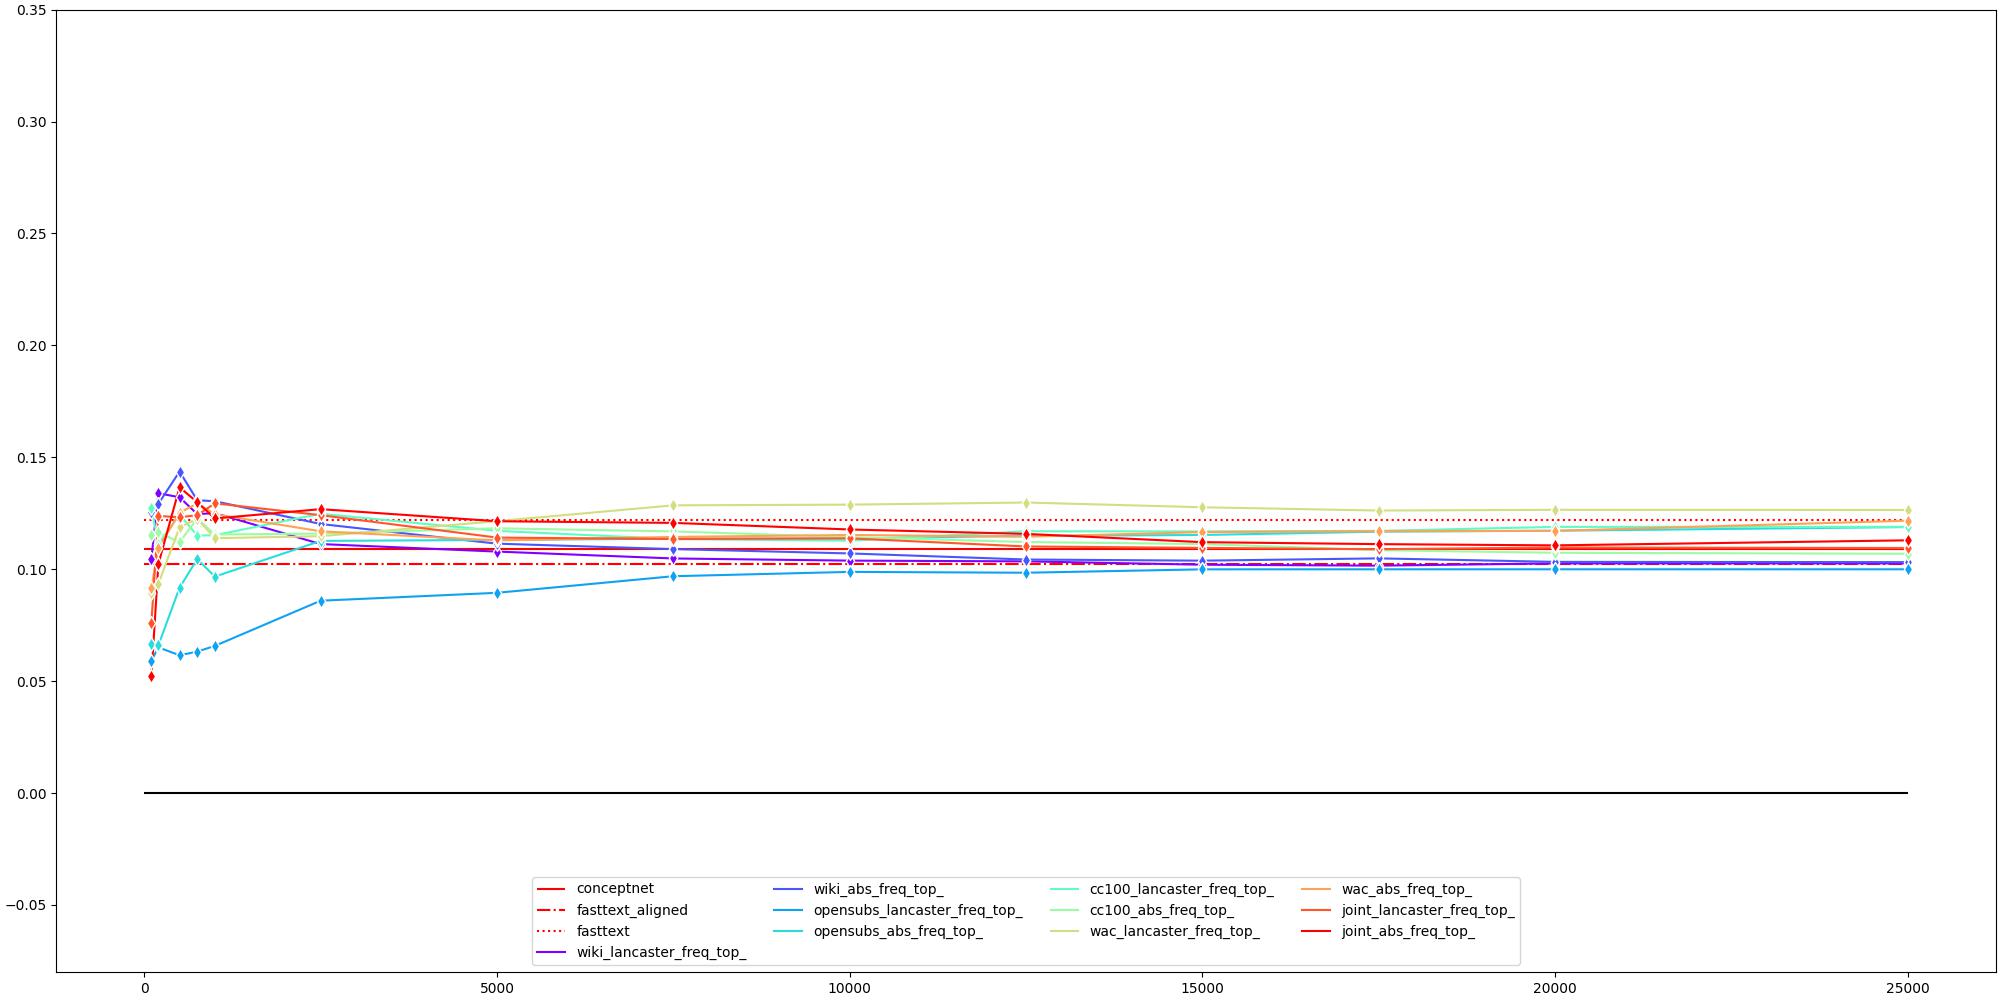 0.35
0.30
0.25
0.20
0.15
0.10
0.05
0.00
−0.05
conceptnet
fasttext_aligned
fasttext
wiki_lancaster_freq_top_
wiki_abs_freq_top_
opensubs_lancaster_freq_top_
opensubs_abs_freq_top_
cc100_lancaster_freq_top_
cc100_abs_freq_top_
wac_lancaster_freq_top_
wac_abs_freq_top_
joint_lancaster_freq_top_
joint_abs_freq_top_
0 5000 10000 15000 20000 25000